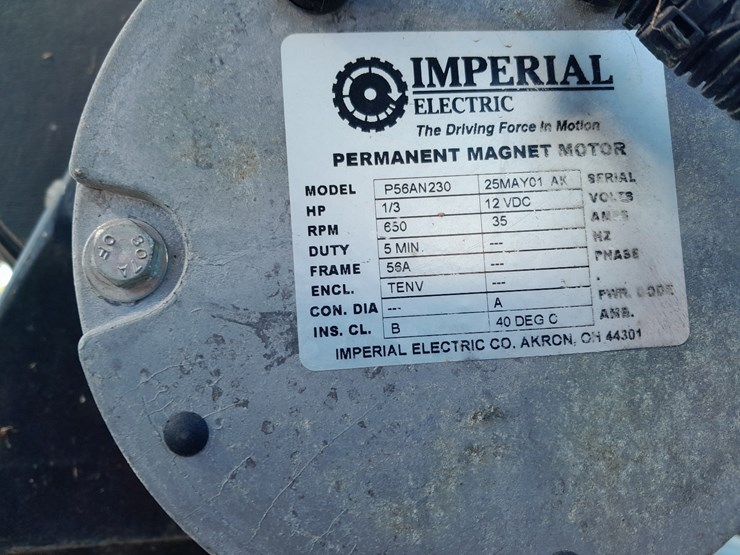 IMPERIAL
ELECTRIC
The Driving Force In Motion
PERMANENT MAGNET MOTOR
MODEL P56AN230 25MAY01 AK SERIAL
HP 1/3 12 VDC VOLTS
RPM 650 35 AMPS
DUTY 5 MIN. --- HZ
FRAME 56A --- PHASE
ENCL. TENV --- .
CON. DIA --- A PWR. CODE
INS. CL. B 40 DEG C AMB.
IMPERIAL ELECTRIC CO. AKRON, OH 44301